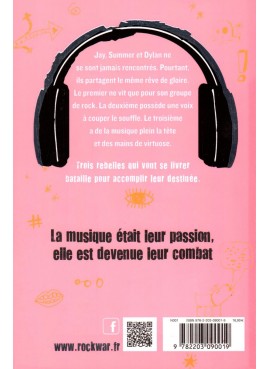 Jay, Summer et Dylan ne
se sont jamais rencontrés. Pourtant,
ils partagent le même rêve de gloire.
Le premier ne vit que pour son groupe
de rock. La deuxième possède une voix
à couper le souffle. Le troisième
a de la musique plein la tête
et des mains de virtuose.
Trois rebelles qui vont se livrer
bataille pour accomplir leur destinée.
La musique était leur passion,
elle est devenue leur combat
f
www.rockwar.fr
9 782203 090019